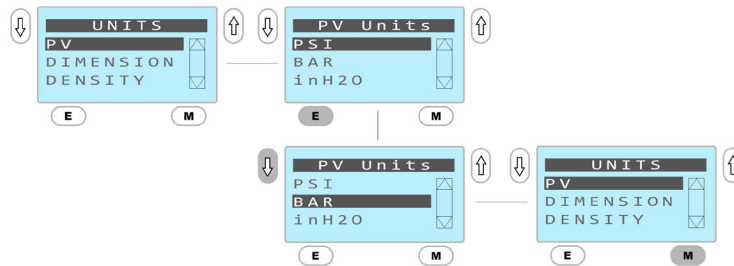 UNITS
PV
DIMENSION
DENSITY
E
M
PV Units
PSI
BAR
inH2O
E
M
PV Units
PSI
BAR
inH2O
E
M
UNITS
PV
DIMENSION
DENSITY
E
M